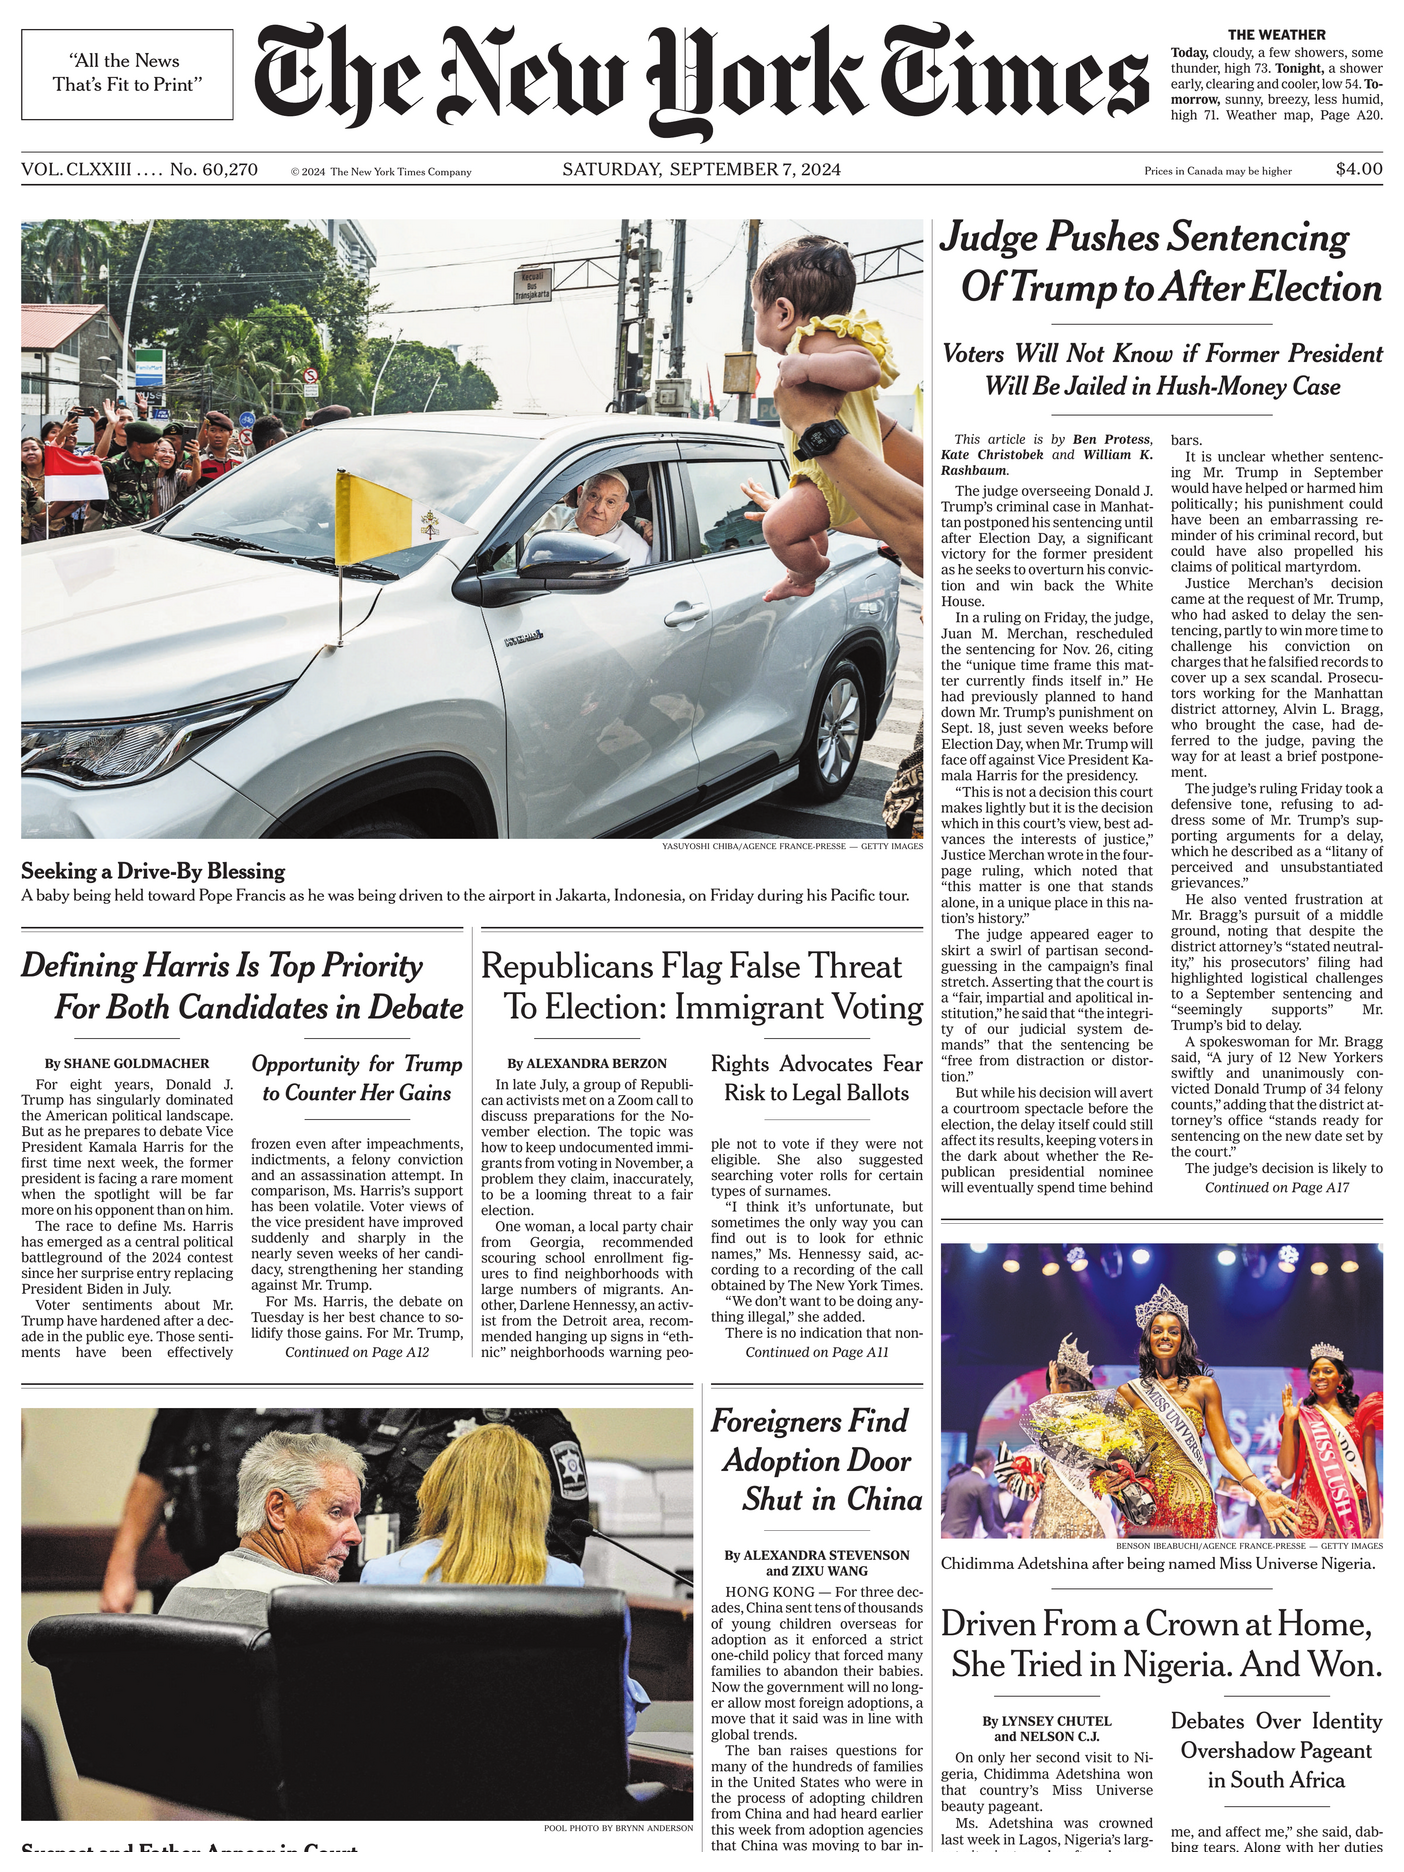 “All the News
That’s Fit to Print”
The New York Times
THE WEATHER
Today, cloudy, a few showers, some
thunder, high 73. Tonight, a shower
early, clearing and cooler, low 54. To-
morrow, sunny, breezy, less humid,
high 71. Weather map, Page A20.
VOL. CLXXIII .... No. 60,270
© 2024 The New York Times Company
SATURDAY, SEPTEMBER 7, 2024
Prices in Canada may be higher
$4.00
Kecuali
Bus
Transjakarta
FamilyMart
YASUYOSHI CHIBA/AGENCE FRANCE-PRESSE — GETTY IMAGES
Seeking a Drive-By Blessing
A baby being held toward Pope Francis as he was being driven to the airport in Jakarta, Indonesia, on Friday during his Pacific tour.
Judge Pushes Sentencing
Of Trump to After Election
Voters Will Not Know if Former President
Will Be Jailed in Hush-Money Case
This article is by Ben Protess,
Kate Christobek and William K.
Rashbaum.
The judge overseeing Donald J.
Trump’s criminal case in Manhat-
tan postponed his sentencing until
after Election Day, a significant
victory for the former president
as he seeks to overturn his convic-
tion and win back the White
House.
In a ruling on Friday, the judge,
Juan M. Merchan, rescheduled
the sentencing for Nov. 26, citing
the “unique time frame this mat-
ter currently finds itself in.” He
had previously planned to hand
down Mr. Trump’s punishment on
Sept. 18, just seven weeks before
Election Day, when Mr. Trump will
face off against Vice President Ka-
mala Harris for the presidency.
“This is not a decision this court
makes lightly but it is the decision
which in this court’s view, best ad-
vances the interests of justice,”
Justice Merchan wrote in the four-
page ruling, which noted that
“this matter is one that stands
alone, in a unique place in this na-
tion’s history.”
The judge appeared eager to
skirt a swirl of partisan second-
guessing in the campaign’s final
stretch. Asserting that the court is
a “fair, impartial and apolitical in-
stitution,” he said that “the integri-
ty of our judicial system de-
mands” that the sentencing be
“free from distraction or distor-
tion.”
But while his decision will avert
a courtroom spectacle before the
election, the delay itself could still
affect its results, keeping voters in
the dark about whether the Re-
publican presidential nominee
will eventually spend time behind
bars.
It is unclear whether sentenc-
ing Mr. Trump in September
would have helped or harmed him
politically; his punishment could
have been an embarrassing re-
minder of his criminal record, but
could have also propelled his
claims of political martyrdom.
Justice Merchan’s decision
came at the request of Mr. Trump,
who had asked to delay the sen-
tencing, partly to win more time to
challenge his conviction on
charges that he falsified records to
cover up a sex scandal. Prosecu-
tors working for the Manhattan
district attorney, Alvin L. Bragg,
who brought the case, had de-
ferred to the judge, paving the
way for at least a brief postpone-
ment.
The judge’s ruling Friday took a
defensive tone, refusing to ad-
dress some of Mr. Trump’s sup-
porting arguments for a delay,
which he described as a “litany of
perceived and unsubstantiated
grievances.”
He also vented frustration at
Mr. Bragg’s pursuit of a middle
ground, noting that despite the
district attorney’s “stated neutral-
ity,” his prosecutors’ filing had
highlighted logistical challenges
to a September sentencing and
“seemingly supports” Mr.
Trump’s bid to delay.
A spokesman for Mr. Bragg
said, “A jury of 12 New Yorkers
swiftly and unanimously con-
victed Donald Trump of 34 felony
counts,” adding that the district at-
torney’s office “stands ready for
sentencing on the new date set by
the court.”
The judge’s decision is likely to
Continued on Page A17
Defining Harris Is Top Priority
For Both Candidates in Debate
By SHANE GOLDMACHER
For eight years, Donald J.
Trump has singularly dominated
the American political landscape.
But as he prepares to debate Vice
President Kamala Harris for the
first time next week, the former
president is facing a rare moment
when the spotlight will be far
more on his opponent than on him.
The race to define Ms. Harris
has emerged as a central political
battleground of the 2024 contest
since her surprise entry replacing
President Biden in July.
Voter sentiments about Mr.
Trump have hardened after a dec-
ade in the public eye. Those senti-
ments have been effectively
Opportunity for Trump
to Counter Her Gains
frozen even after impeachments,
indictments, a felony conviction
and an assassination attempt. In
comparison, Ms. Harris’s support
has been volatile. Voter views of
the vice president have improved
suddenly and sharply in the
nearly seven weeks of her candi-
dacy, strengthening her standing
against Mr. Trump.
For Ms. Harris, the debate on
Tuesday is her best chance to so-
lidify those gains. For Mr. Trump,
Continued on Page A12
Republicans Flag False Threat
To Election: Immigrant Voting
By ALEXANDRA BERZON
In late July, a group of Republi-
can activists met on a Zoom call to
discuss preparations for the No-
vember election. The topic was
how to keep undocumented immi-
grants from voting in November, a
problem they claim, inaccurately,
to be a looming threat to a fair
election.
One woman, a local party chair
from Georgia, recommended
scouring school enrollment fig-
ures to find neighborhoods with
large numbers of migrants. An-
other, Darlene Hennessy, an activ-
ist from the Detroit area, recom-
mended hanging up signs in “eth-
nic” neighborhoods warning peo-
Rights Advocates Fear
Risk to Legal Ballots
ple not to vote if they were not
eligible. She also suggested
searching voter rolls for certain
types of surnames.
“I think it’s unfortunate, but
sometimes the only way you can
find out is to look for ethnic
names,” Ms. Hennessy said, ac-
cording to a recording of the call
obtained by The New York Times.
“We don’t want to be doing any-
thing illegal,” she added.
There is no indication that non-
Continued on Page A11
POOL PHOTO BY BRYNN ANDERSON
Suspect and Father Appear in Court
Foreigners Find
Adoption Door
Shut in China
By ALEXANDRA STEVENSON
and ZIXU WANG
HONG KONG — For three dec-
ades, China sent tens of thousands
of young children overseas for
adoption as it enforced a strict
one-child policy that forced many
families to abandon their babies.
Now the government will no long-
er allow most foreign adoptions, a
move that it said was in line with
global trends.
The ban raises questions for
many of the hundreds of families
in the United States who were in
the process of adopting children
from China and had heard earlier
this week from adoption agencies
that China was moving to bar in-
MISS UNIVERSE
MISS LUSH
BENSON IBEABUCHI/AGENCE FRANCE-PRESSE — GETTY IMAGES
Chidimma Adetshina after being named Miss Universe Nigeria.
Driven From a Crown at Home,
She Tried in Nigeria. And Won.
By LYNSEY CHUTEL
and NELSON C.J.
On only her second visit to Ni-
geria, Chidimma Adetshina won
that country’s Miss Universe
beauty pageant.
Ms. Adetshina was crowned
last week in Lagos, Nigeria’s larg-
Debates Over Identity
Overshadow Pageant
in South Africa
me, and affect me,” she said, dab-
bing tears. Along with her duties